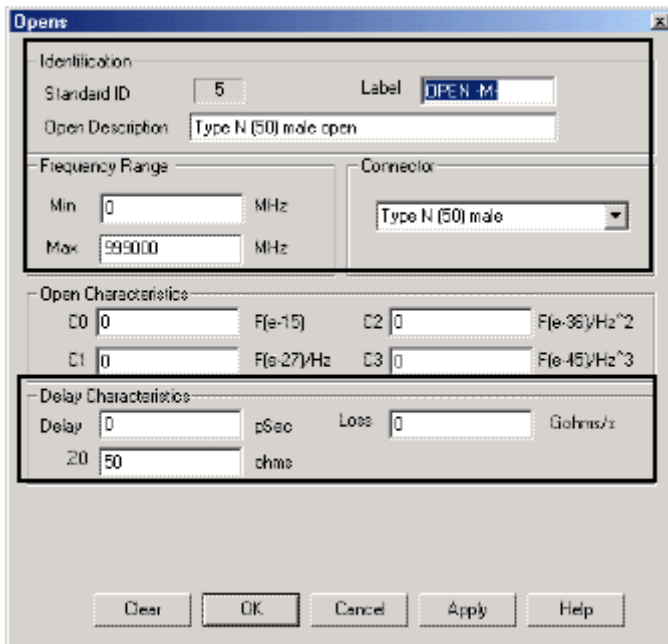 Opens
Identification
Standard ID 5 Label OPEN -M-
Open Description Type N (50) male open
Frequency Range Connector
Min 0 MHz
Type N (50) male
Max 999000 MHz
Open Characteristics
C0 0 F(e-15) C2 0 F(e-36)/Hz^2
C1 0 F(e-27)/Hz C3 0 F(e-45)/Hz^3
Delay Characteristics
Delay 0 pSec Loss 0 Gohms/s
Z0 50 ohms
Clear OK Cancel Apply Help